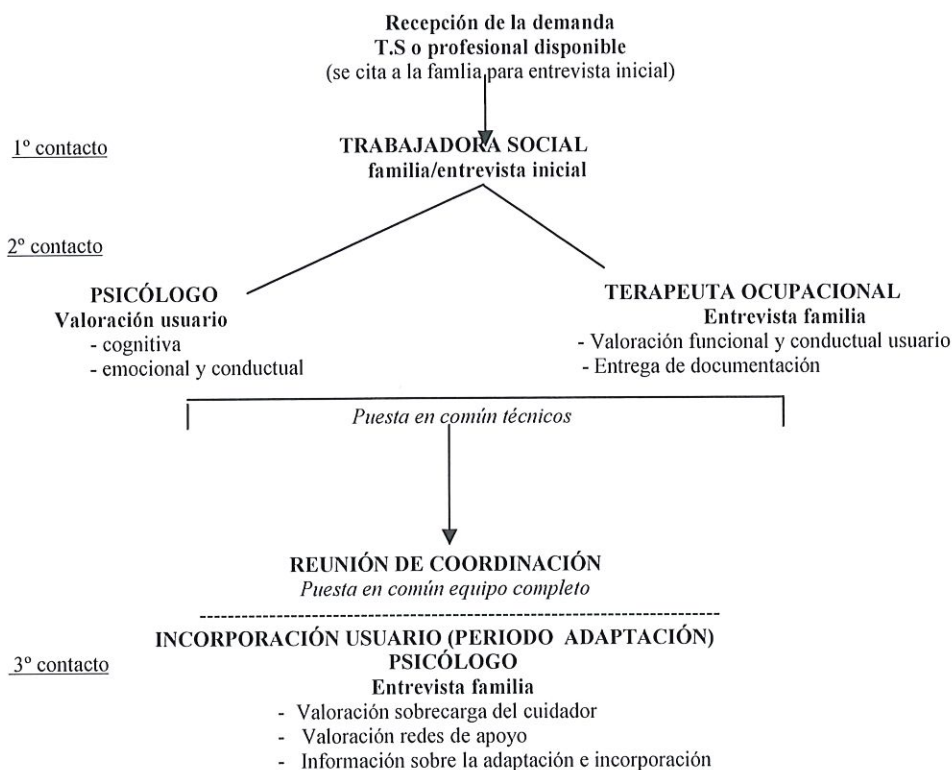 Recepción de la demanda
T.S o profesional disponible
(se cita a la famlia para entrevista inicial)
1º contacto
TRABAJADORA SOCIAL
familia/entrevista inicial
2º contacto
PSICÓLOGO
Valoración usuario
- cognitiva
- emocional y conductual
TERAPEUTA OCUPACIONAL
Entrevista familia
- Valoración funcional y conductual usuario
- Entrega de documentación
Puesta en común técnicos
REUNIÓN DE COORDINACIÓN
Puesta en común equipo completo
INCORPORACIÓN USUARIO (PERIODO ADAPTACIÓN)
3º contacto
PSICÓLOGO
Entrevista familia
- Valoración sobrecarga del cuidador
- Valoración redes de apoyo
- Información sobre la adaptación e incorporación